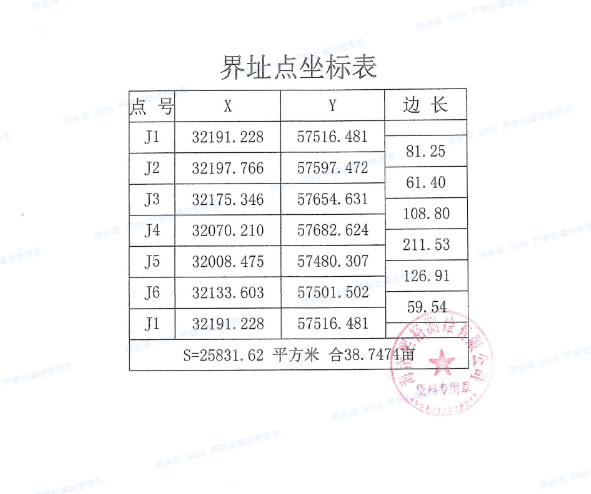 界址点坐标表
点 号 X Y 边 长
J1 32191.228 57516.481
81.25
J2 32197.766 57597.472
61.40
J3 32175.346 57654.631
108.80
J4 32070.210 57682.624
211.53
J5 32008.475 57480.307
126.91
J6 32133.603 57501.502
59.54
J1 32191.228 57516.481
S=25831.62 平方米 合38.7474亩
资料专用章